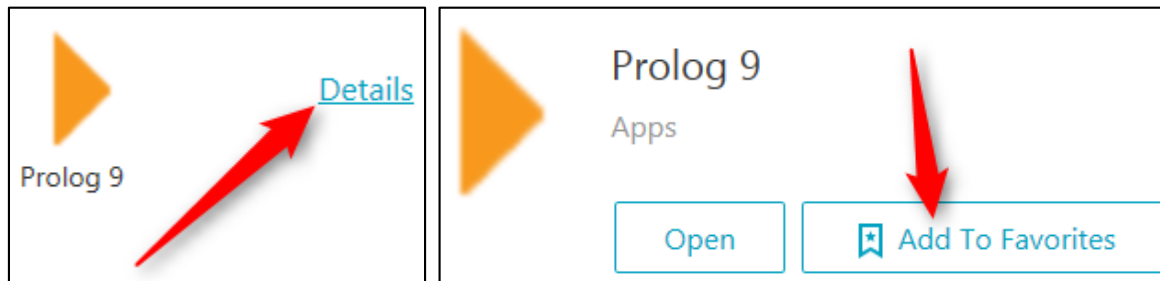 Details
Prolog 9
Prolog 9
Apps
Open
Add To Favorites